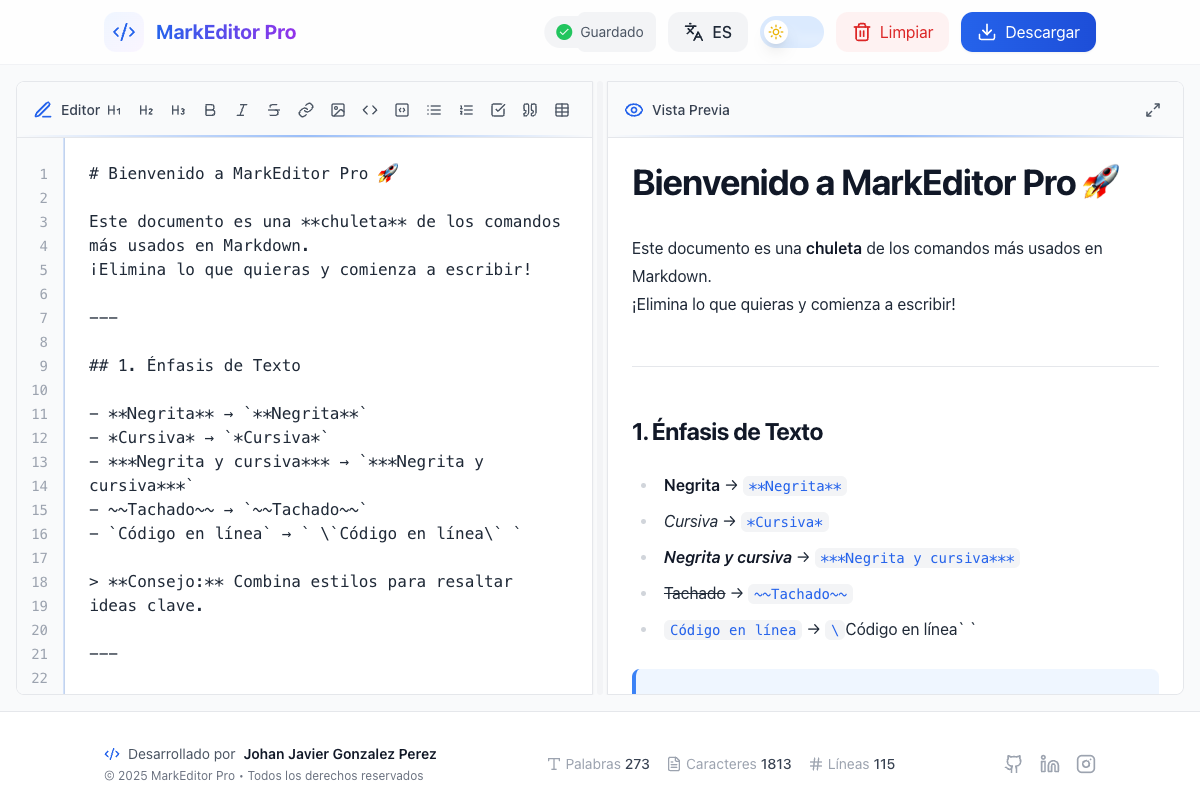 MarkEditor Pro
Guardado
ES
Limpiar
Descargar
Editor H1 H2 H3
1 # Bienvenido a MarkEditor Pro 🚀
2
3 Este documento es una **chuleta** de los comandos
4 más usados en Markdown.
5 ¡Elimina lo que quieras y comienza a escribir!
6
7 ---
8
9 ## 1. Énfasis de Texto
10
11 - **Negrita** → `**Negrita**`
12 - *Cursiva* → `*Cursiva*`
13 - ***Negrita y cursiva*** → `***Negrita y
14 cursiva***`
15 - ~~Tachado~~ → `~~Tachado~~`
16 - `Código en línea` → ` \`Código en línea\` `
17
18 > **Consejo:** Combina estilos para resaltar
19 ideas clave.
20
21 ---
22
Vista Previa
Bienvenido a MarkEditor Pro 🚀
Este documento es una chuleta de los comandos más usados en
Markdown.
¡Elimina lo que quieras y comienza a escribir!
1. Énfasis de Texto
Negrita → **Negrita**
Cursiva → *Cursiva*
Negrita y cursiva → ***Negrita y cursiva***
Tachado → ~~Tachado~~
Código en línea → \ Código en línea` `
Desarrollado por Johan Javier Gonzalez Perez
© 2025 MarkEditor Pro • Todos los derechos reservados
Palabras 273
Caracteres 1813
Líneas 115